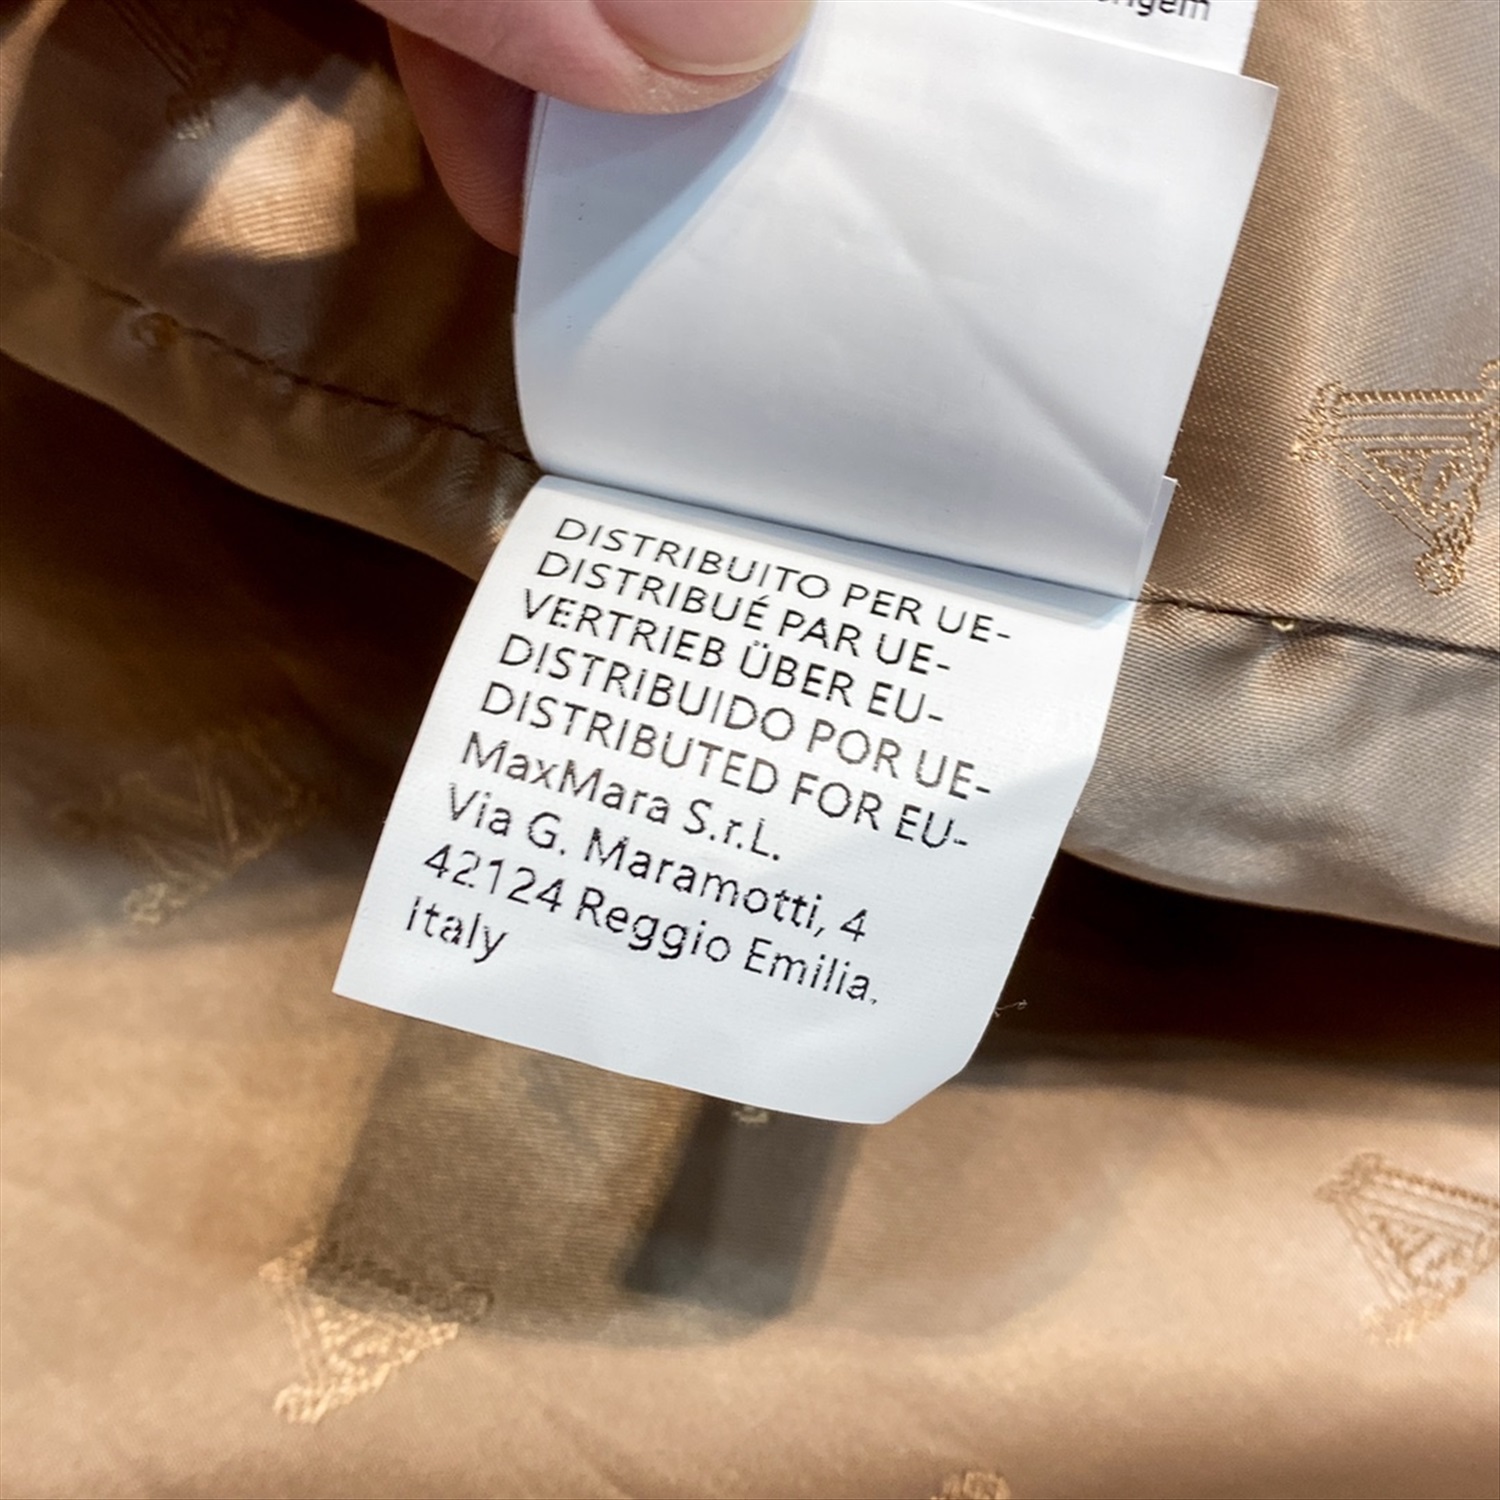 DISTRIBUITO PER UE-
DISTRIBUÉ PAR UE-
VERTRIEB ÜBER EU-
DISTRIBUIDO POR UE-
DISTRIBUTED FOR EU-
MaxMara S.r.L.
Via G. Maramotti, 4
42124 Reggio Emilia.
Italy